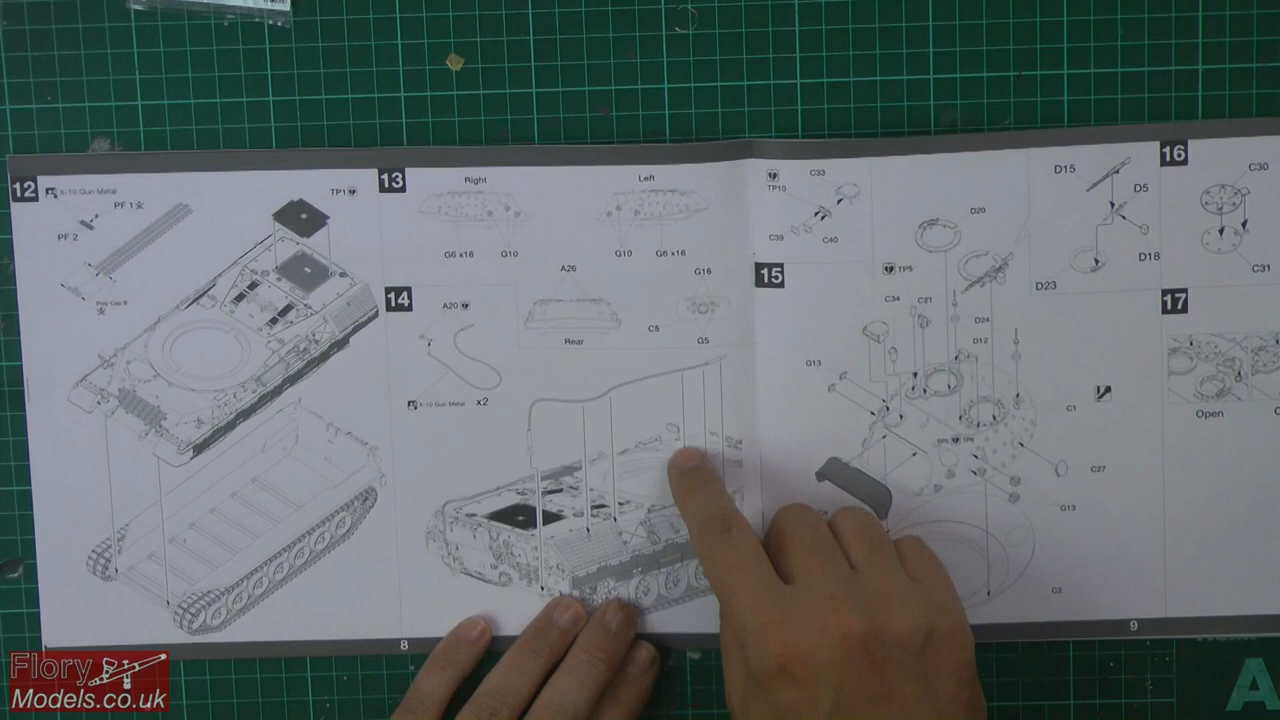 12
X-10 Gun-Metal
PF 1
PF 2
Poly Cap B
TP1
13
Right
Left
G6 x16
G10
G10
G6 x16
14
A20
X-10 Gun Metal
x2
A26
Rear
G16
C5
G5
8
TP10
C33
C39
C40
15
D20
TP5
C34
C21
D24
D12
G13
C1
C27
G13
C2
D15
D5
D18
D23
9
16
C30
C31
17
Open
Flory
Models.co.uk
A